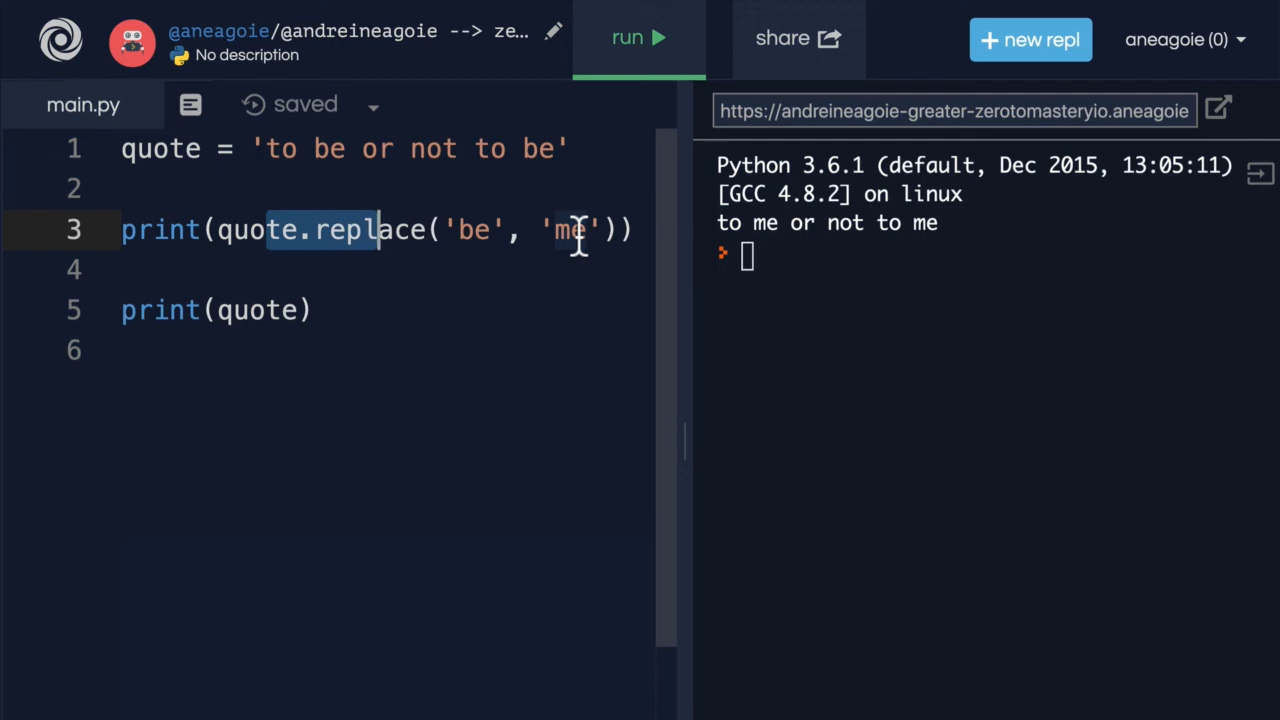 @aneagoie/@andreineagoie --> ze...
No description
run
share
+ new repl
aneagoie (0)
main.py
saved
1 quote = 'to be or not to be'
2
3 print(quote.replace('be', 'me'))
4
5 print(quote)
6
https://andreineagoie-greater-zerotomasteryio.aneagoie
Python 3.6.1 (default, Dec 2015, 13:05:11)
[GCC 4.8.2] on linux
to me or not to me